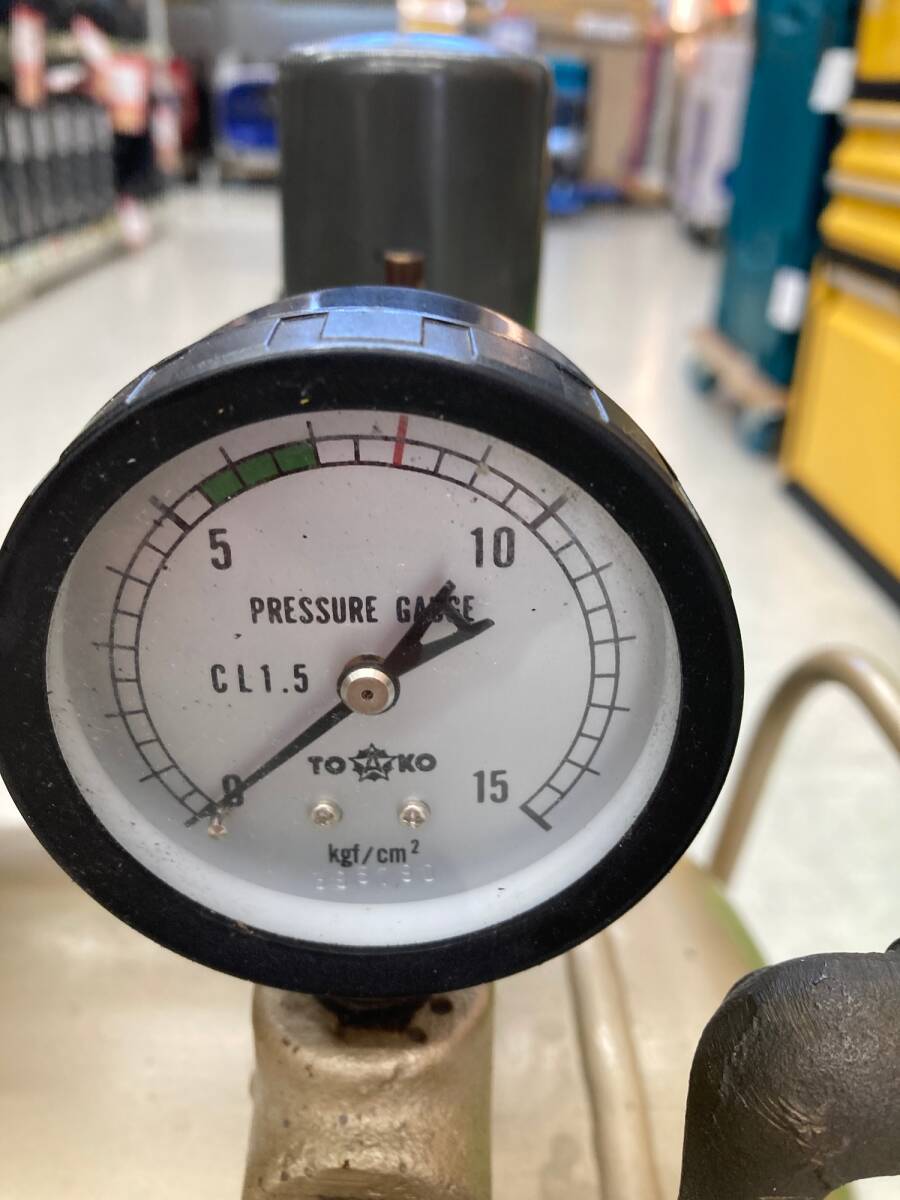 5
10
PRESSURE GAUGE
CL1.5
TOAKO
0
15
kgf/cm²